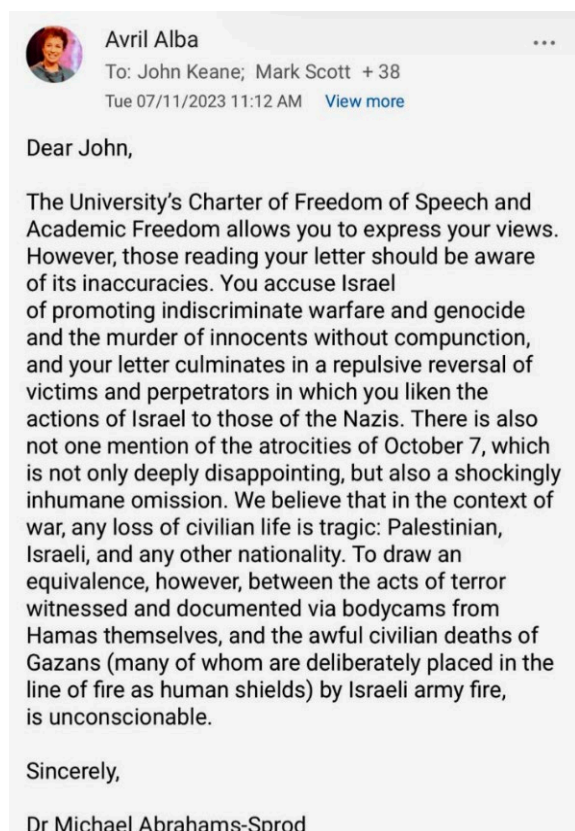 Avril Alba
To: John Keane; Mark Scott + 38
Tue 07/11/2023 11:12 AM View more
Dear John,
The University’s Charter of Freedom of Speech and
Academic Freedom allows you to express your views.
However, those reading your letter should be aware
of its inaccuracies. You accuse Israel
of promoting indiscriminate warfare and genocide
and the murder of innocents without compunction,
and your letter culminates in a repulsive reversal of
victims and perpetrators in which you liken the
actions of Israel to those of the Nazis. There is also
not one mention of the atrocities of October 7, which
is not only deeply disappointing, but also a shockingly
inhumane omission. We believe that in the context of
war, any loss of civilian life is tragic: Palestinian,
Israeli, and any other nationality. To draw an
equivalence, however, between the acts of terror
witnessed and documented via bodycams from
Hamas themselves, and the awful civilian deaths of
Gazans (many of whom are deliberately placed in the
line of fire as human shields) by Israeli army fire,
is unconscionable.
Sincerely,
Dr Michael Abrahams-Sprod